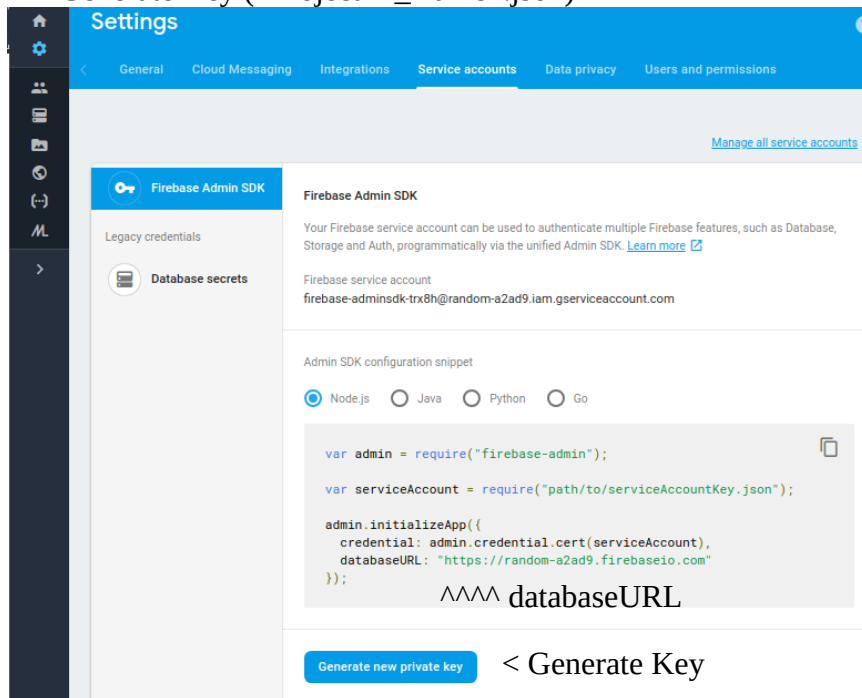 Settings
General Cloud Messaging Integrations Service accounts Data privacy Users and permissions
Manage all service accounts
Firebase Admin SDK
Legacy credentials
Database secrets
Firebase Admin SDK
Your Firebase service account can be used to authenticate multiple Firebase features, such as Database,
Storage and Auth, programmatically via the unified Admin SDK. Learn more
Firebase service account
firebase-adminsdk-trx8h@random-a2ad9.iam.gserviceaccount.com
Admin SDK configuration snippet
Node.js Java Python Go
var admin = require("firebase-admin");
var serviceAccount = require("path/to/serviceAccountKey.json");
admin.initializeApp({
credential: admin.credential.cert(serviceAccount),
databaseURL: "https://random-a2ad9.firebaseio.com"
});
^^^^ databaseURL
Generate new private key < Generate Key